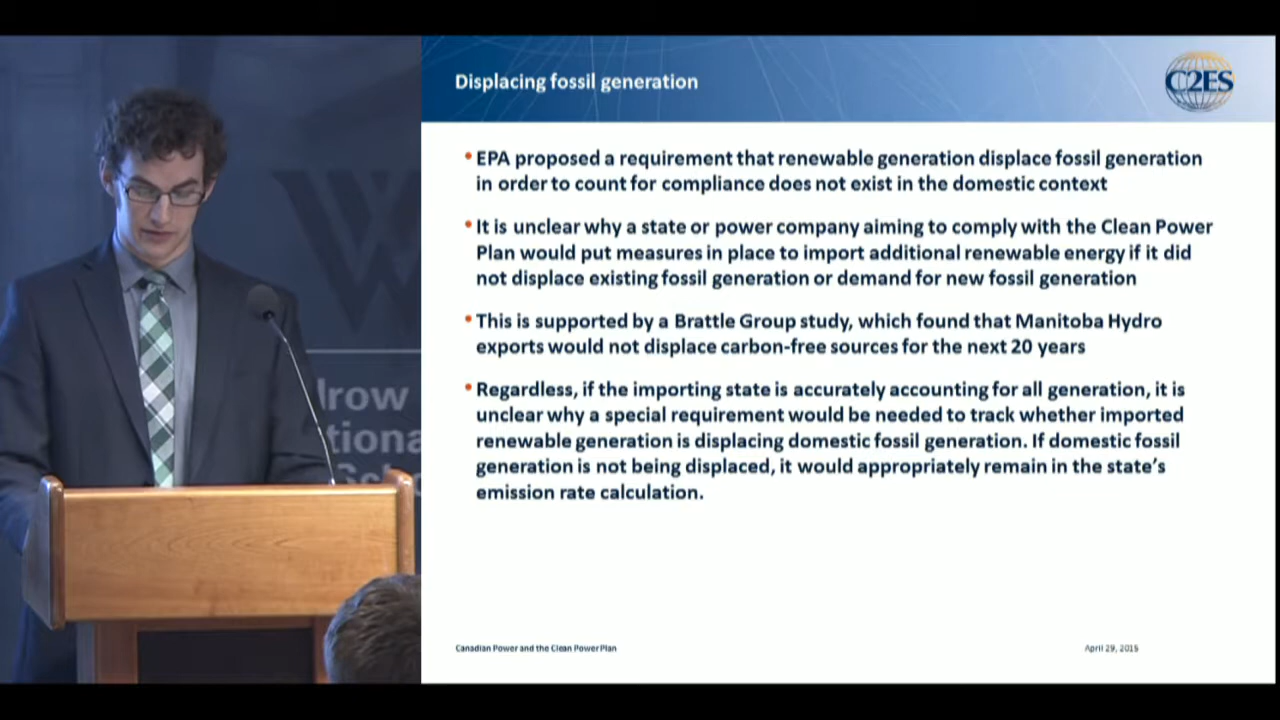 Displacing fossil generation
C2ES
• EPA proposed a requirement that renewable generation displace fossil generation
in order to count for compliance does not exist in the domestic context
• It is unclear why a state or power company aiming to comply with the Clean Power
Plan would put measures in place to import additional renewable energy if it did
not displace existing fossil generation or demand for new fossil generation
• This is supported by a Brattle Group study, which found that Manitoba Hydro
exports would not displace carbon-free sources for the next 20 years
• Regardless, if the importing state is accurately accounting for all generation, it is
unclear why a special requirement would be needed to track whether imported
renewable generation is displacing domestic fossil generation. If domestic fossil
generation is not being displaced, it would appropriately remain in the state's
emission rate calculation.
Canadian Power and the Clean Power Plan
April 29, 2015
W
drow
tiona